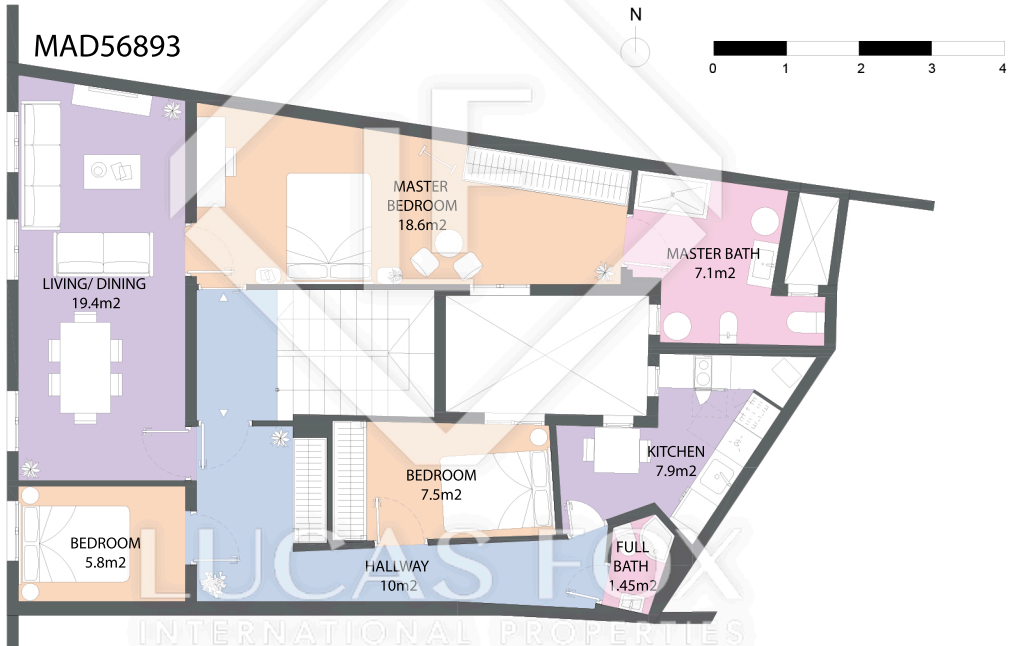 MAD56893
N
0 1 2 3 4
MASTER
BEDROOM
18.6m2
MASTER BATH
7.1m2
LIVING/ DINING
19.4m2
KITCHEN
7.9m2
BEDROOM
7.5m2
BEDROOM
5.8m2
HALLWAY
10m2
FULL
BATH
1.45m2
LUCAS FOX
INTERNATIONAL PROPERTIES